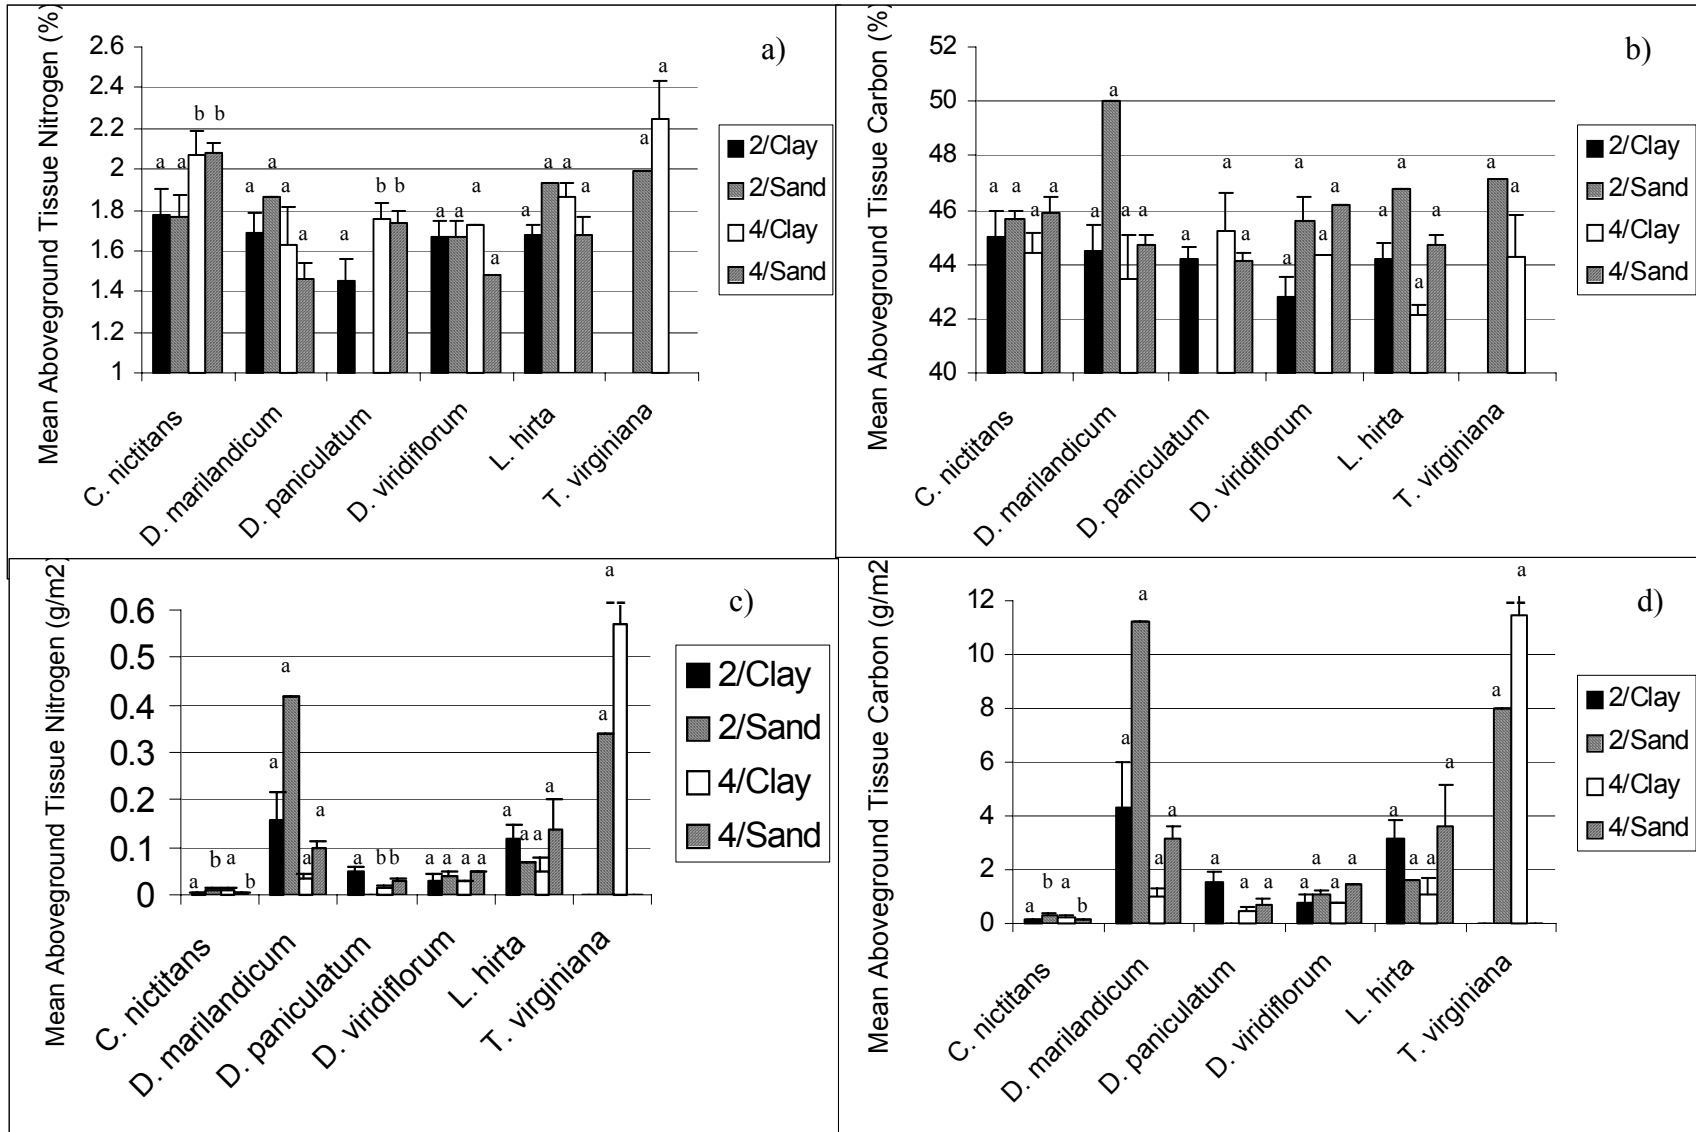 Mean Aboveground Tissue Nitrogen (%)
2.6
2.4
2.2
2
1.8
1.6
1.4
1.2
1
a)
a a b b
a a a a
a b b
a a a a
a a a a
a a
C. nictitans
D. marilandicum
D. paniculatum
D. viridiflorum
L. hirta
T. virginiana
2/Clay
2/Sand
4/Clay
4/Sand
Mean Aboveground Tissue Carbon (%)
52
50
48
46
44
42
40
b)
a a a a
a a a a
a a a
a a a a
a a a a
a a
C. nictitans
D. marilandicum
D. paniculatum
D. viridiflorum
L. hirta
T. virginiana
2/Clay
2/Sand
4/Clay
4/Sand
Mean Aboveground Tissue Nitrogen (g/m2)
0.6
0.5
0.4
0.3
0.2
0.1
0
c)
a b a b
a a a a
a b b
a a a a
a a a a
a a
C. nictitans
D. marilandicum
D. paniculatum
D. viridiflorum
L. hirta
T. virginiana
2/Clay
2/Sand
4/Clay
4/Sand
Mean Aboveground Tissue Carbon (g/m2
12
10
8
6
4
2
0
d)
a b a b
a a a a
a a a
a a a a
a a a a
a a
C. nictitans
D. marilandicum
D. paniculatum
D. viridiflorum
L. hirta
T. virginiana
2/Clay
2/Sand
4/Clay
4/Sand